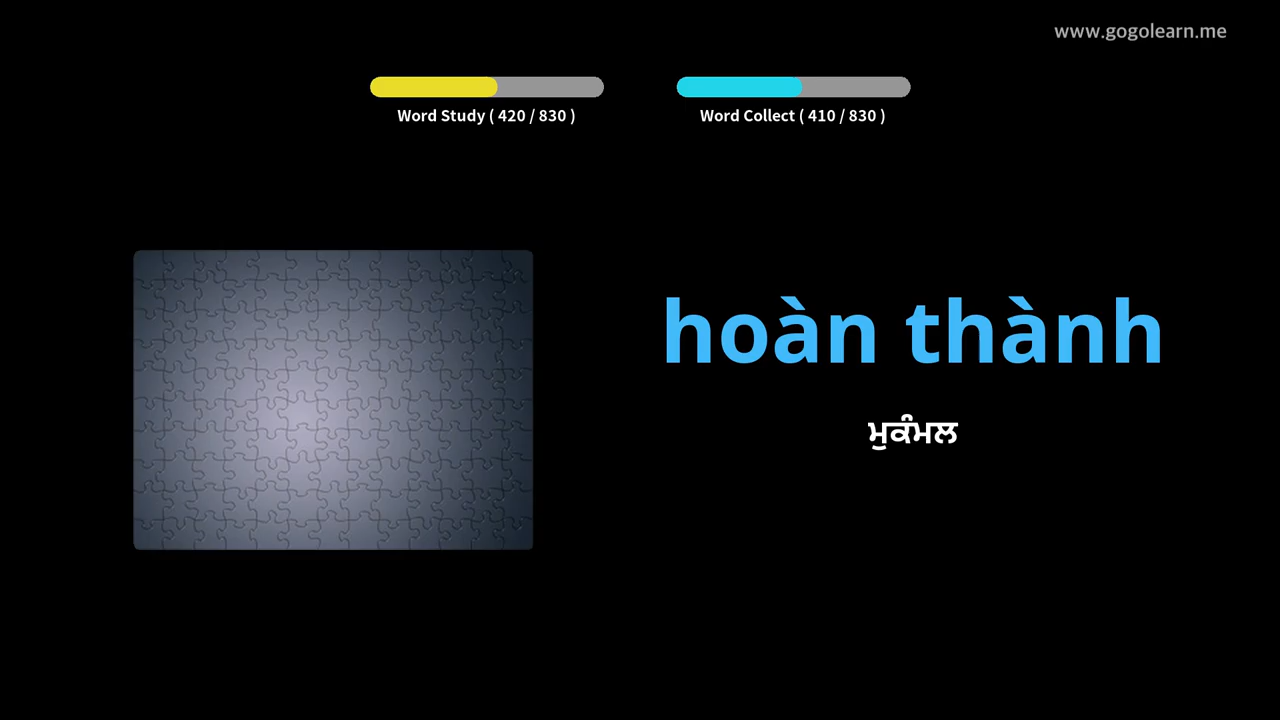 www.gogolearn.me
Word Study ( 420 / 830 )
Word Collect ( 410 / 830 )
hoàn thành
ਮੁਕੰਮਲ